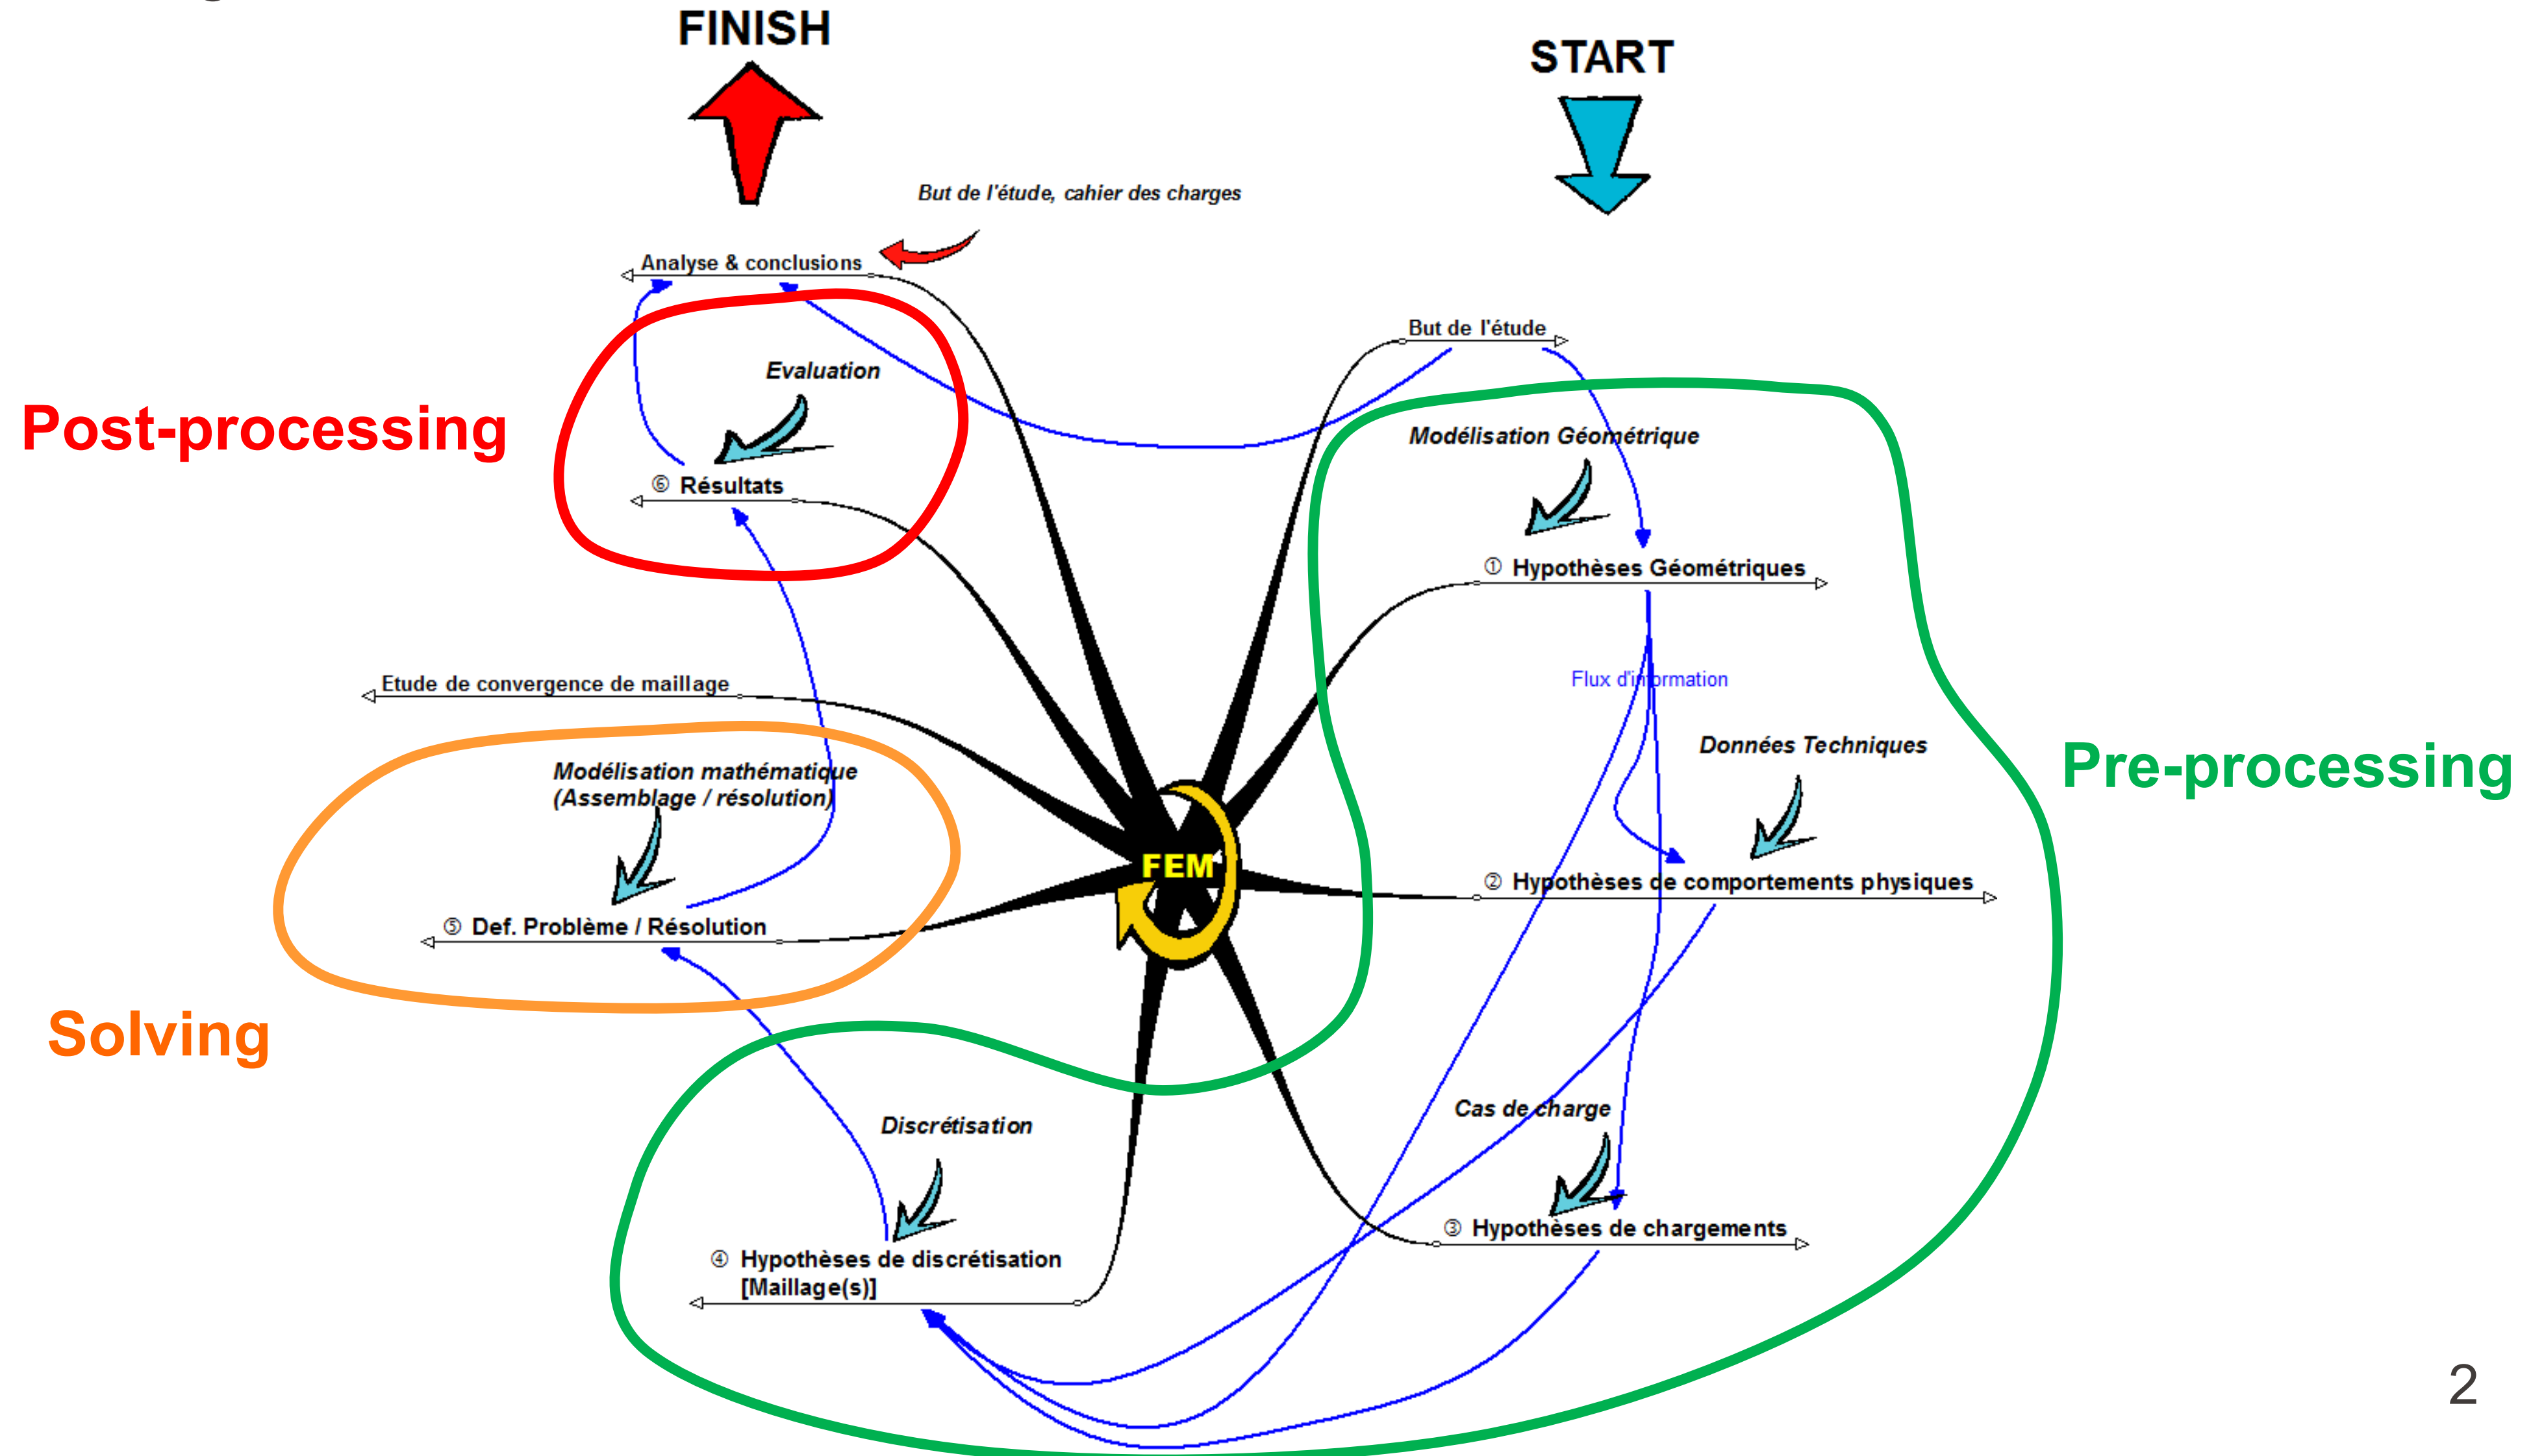 FINISH
START
But de l'étude, cahier des charges
Analyse & conclusions
But de l'étude
Evaluation
Post-processing
Modélisation Géométrique
⑥ Résultats
① Hypothèses Géométriques
Flux d'information
Etude de convergence de maillage
Données Techniques
Pre-processing
Modélisation mathématique
(Assemblage / résolution)
FEM
② Hypothèses de comportements physiques
⑤ Def. Problème / Résolution
Solving
Cas de charge
Discrétisation
③ Hypothèses de chargements
④ Hypothèses de discrétisation
[Maillage(s)]
2